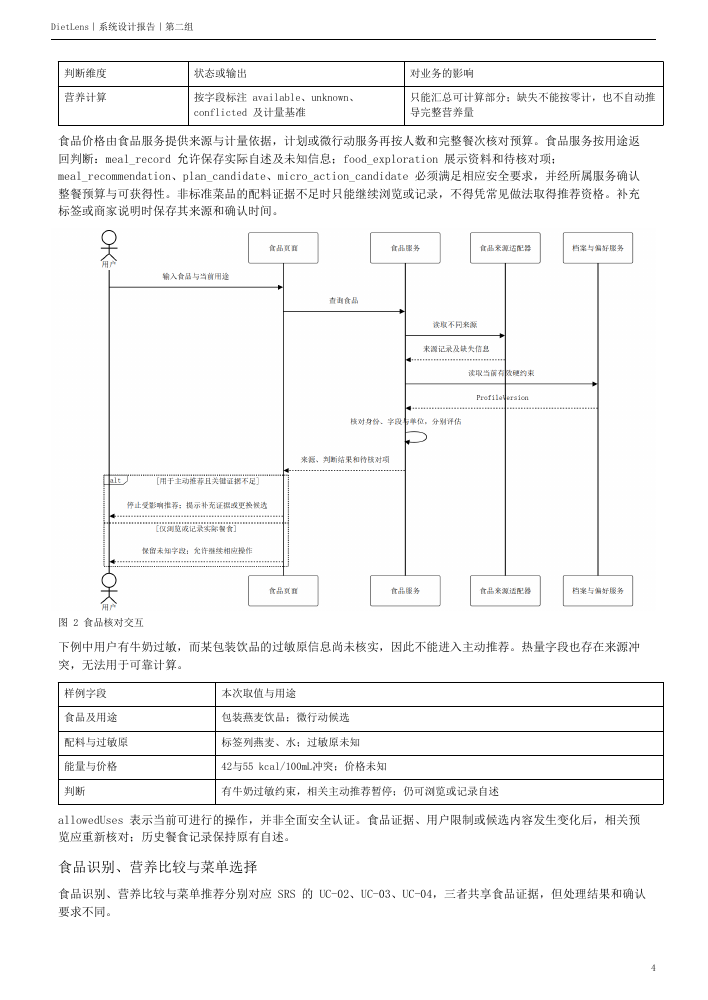 DietLens | 系统设计报告 | 第二组
判断维度 状态或输出 对业务的影响
营养计算 按字段标注 available、unknown、conflicted 及计量基准 只能汇总可计算部分；缺失不能按零计，也不自动推导完整营养量
食品价格由食品服务提供来源与计量依据，计划或微行动服务再按人数和完整餐次核对预算。食品服务按用途返
回判断：meal_record 允许保存实际自述及未知信息；food_exploration 展示资料和待核对项；
meal_recommendation、plan_candidate、micro_action_candidate 必须满足相应安全要求，并经所属服务确认
整餐预算与可获得性。非标准菜品的配料证据不足时只能继续浏览或记录，不得凭常见做法取得推荐资格。补充
标签或商家说明时保存其来源和确认时间。
用户 食品页面 食品服务 食品来源适配器 档案与偏好服务
输入食品与当前用途
查询食品
读取不同来源
来源记录及缺失信息
读取当前有效硬约束
ProfileVersion
核对身份、字段与单位，分别评估
来源、判断结果和待核对项
alt [用于主动推荐且关键证据不足]
停止受影响推荐；提示补充证据或更换候选
[仅浏览或记录实际餐食]
保留未知字段；允许继续相应操作
用户 食品页面 食品服务 食品来源适配器 档案与偏好服务
图 2 食品核对交互
下例中用户有牛奶过敏，而某包装饮品的过敏原信息尚未核实，因此不能进入主动推荐。热量字段也存在来源冲
突，无法用于可靠计算。
样例字段 本次取值与用途
食品及用途 包装燕麦饮品；微行动候选
配料与过敏原 标签列燕麦、水；过敏原未知
能量与价格 42与55 kcal/100mL冲突；价格未知
判断 有牛奶过敏约束，相关主动推荐暂停；仍可浏览或记录自述
allowedUses 表示当前可进行的操作，并非全面安全认证。食品证据、用户限制或候选内容发生变化后，相关预
览应重新核对；历史餐食记录保持原有自述。
食品识别、营养比较与菜单选择
食品识别、营养比较与菜单推荐分别对应 SRS 的 UC-02、UC-03、UC-04，三者共享食品证据，但处理结果和确认
要求不同。
4